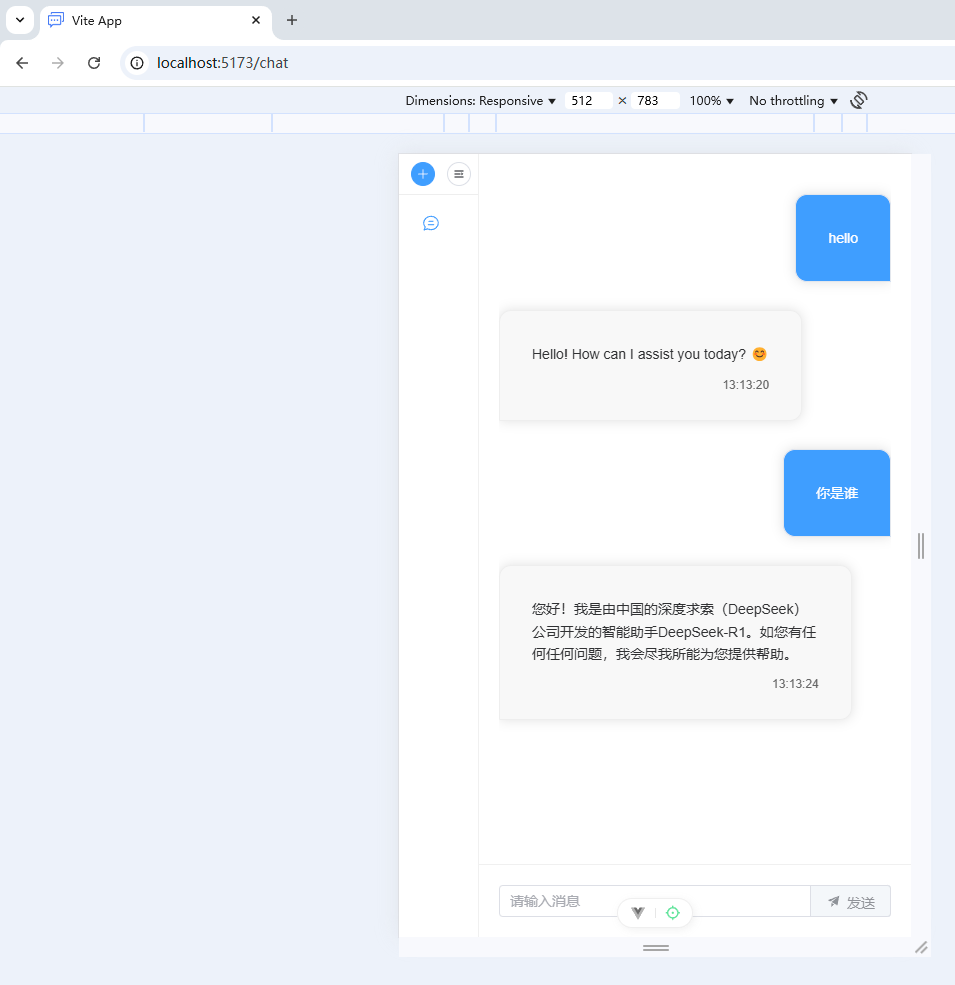 Vite App
localhost:5173/chat
Dimensions: Responsive 512 × 783 100% No throttling
hello
Hello! How can I assist you today? 😊
13:13:20
你是谁
您好！我是由中国的深度求索（DeepSeek）
公司开发的智能助手DeepSeek-R1。如您有任
何任何问题，我会尽我所能为您提供帮助。
13:13:24
请输入消息
发送